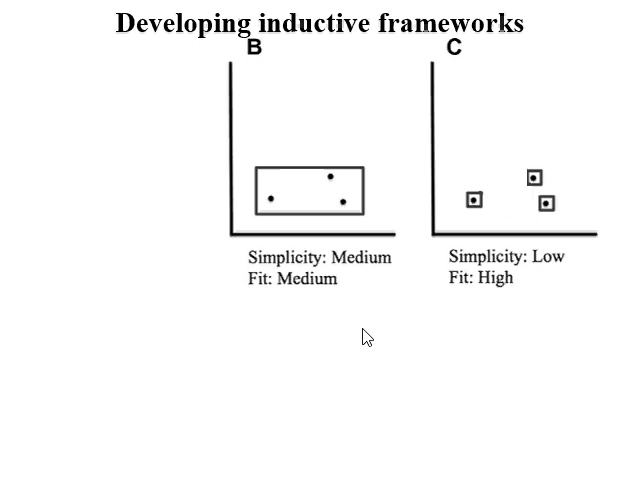 Developing inductive frameworks
B
C
Simplicity: Medium
Fit: Medium
Simplicity: Low
Fit: High